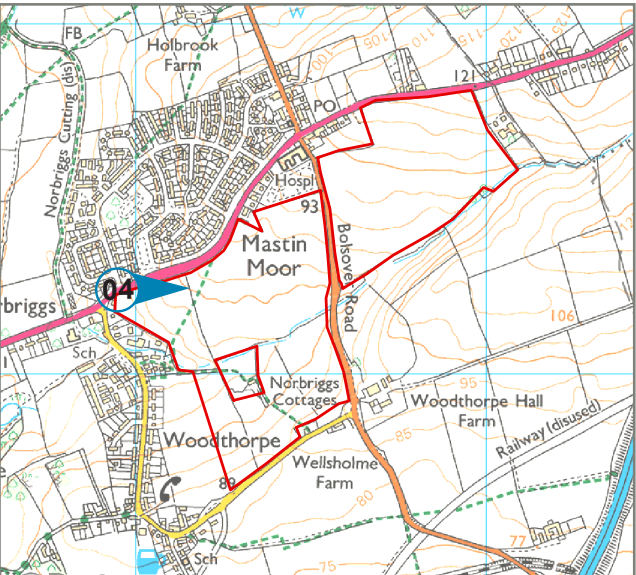 W
FB
Holbrook
Farm
100
105
110
115
120
125
121
PO
Norbriggs Cutting (dis)
Hospl
93
Mastin
Moor
Bolsover Road
04
rbriggs
106
Sch
Norbriggs
Cottages
95
Woodthorpe Hall
Farm
Woodthorpe
85
Railway (disused)
Wellsholme
Farm
89
80
77
Sch
75